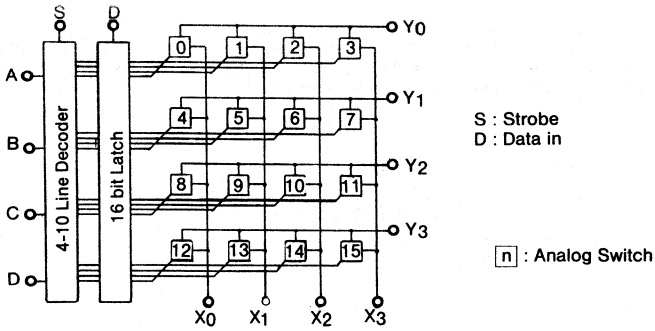 S D
Y0
0 1 2 3
A
Y1
4 5 6 7
B
S : Strobe
D : Data in
Y2
8 9 10 11
C
4-10 Line Decoder
16 bit Latch
Y3
12 13 14 15
n : Analog Switch
D
X0 X1 X2 X3